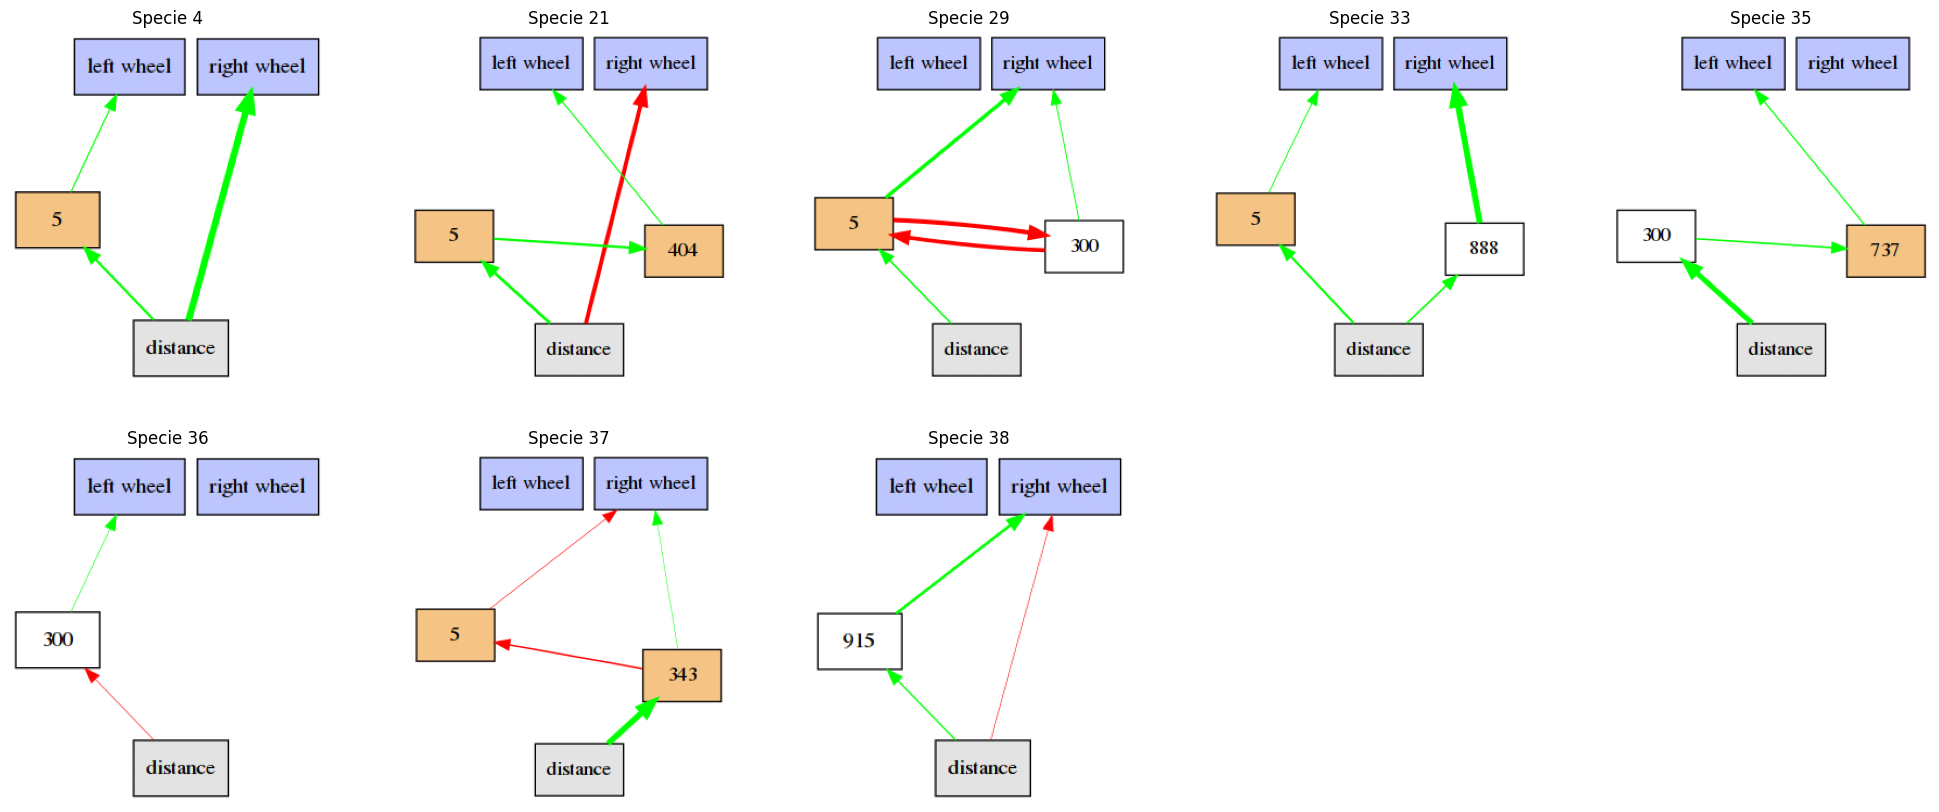 Specie 4
left wheel
right wheel
5
distance
Specie 21
left wheel
right wheel
5
404
distance
Specie 29
left wheel
right wheel
5
300
distance
Specie 33
left wheel
right wheel
5
888
distance
Specie 35
left wheel
right wheel
300
737
distance
Specie 36
left wheel
right wheel
300
distance
Specie 37
left wheel
right wheel
5
343
distance
Specie 38
left wheel
right wheel
915
distance